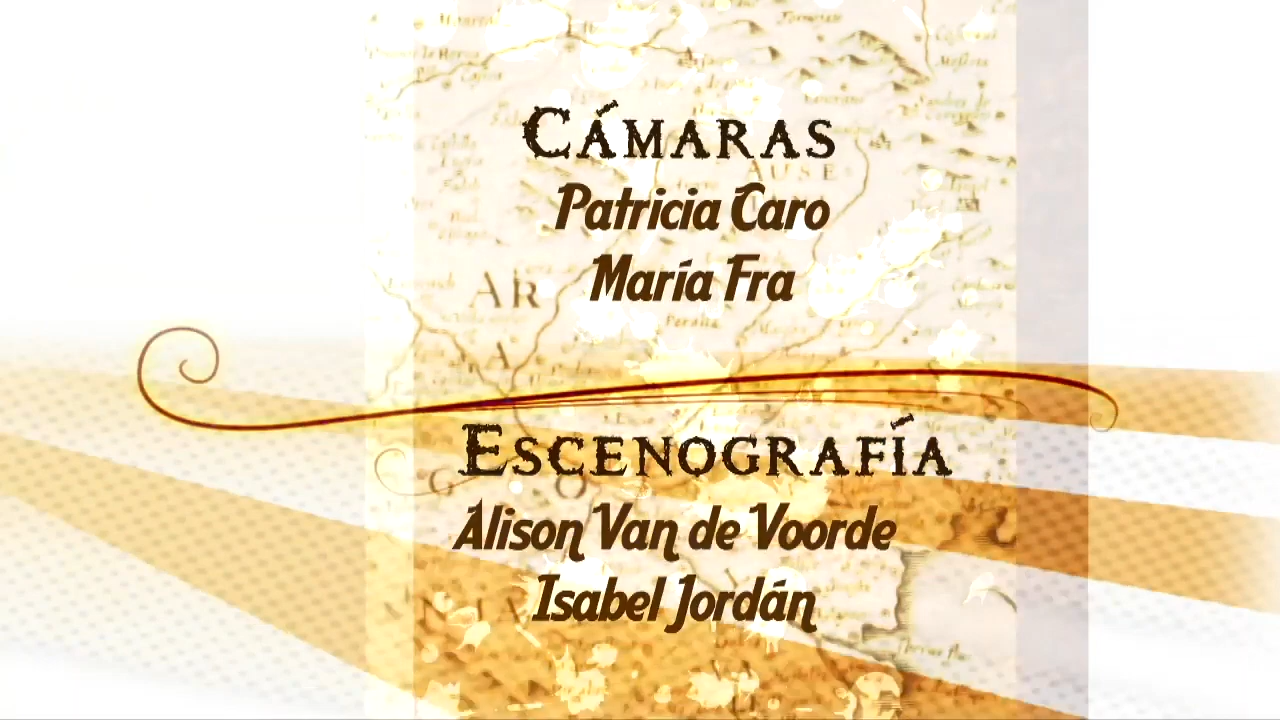 CÁMARAS
Patricia Caro
María Fra
ESCENOGRAFÍA
Alison Van de Voorde
Isabel Jordán